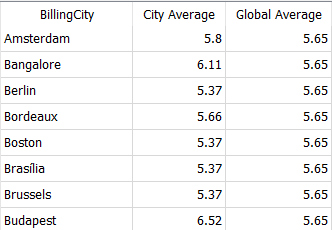 BillingCity City Average Global Average
Amsterdam 5.8 5.65
Bangalore 6.11 5.65
Berlin 5.37 5.65
Bordeaux 5.66 5.65
Boston 5.37 5.65
Brasília 5.37 5.65
Brussels 5.37 5.65
Budapest 6.52 5.65